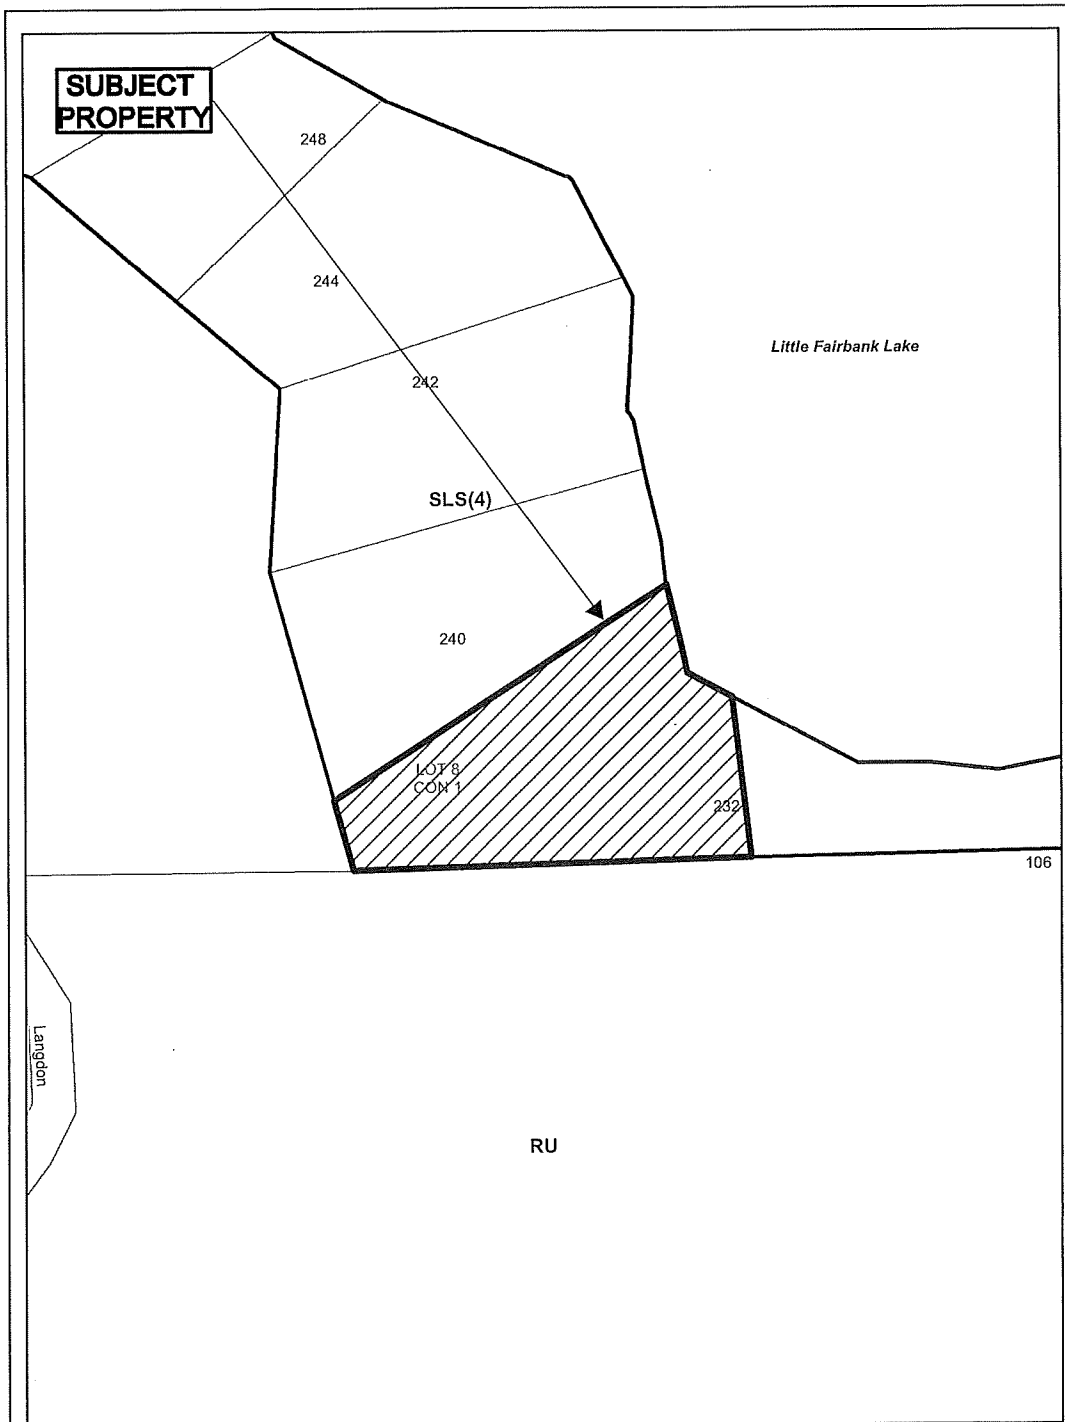 SUBJECT
PROPERTY
248
244
Little Fairbank Lake
242
SLS(4)
240
LOT 8
CON 1
232
106
Langdon
RU